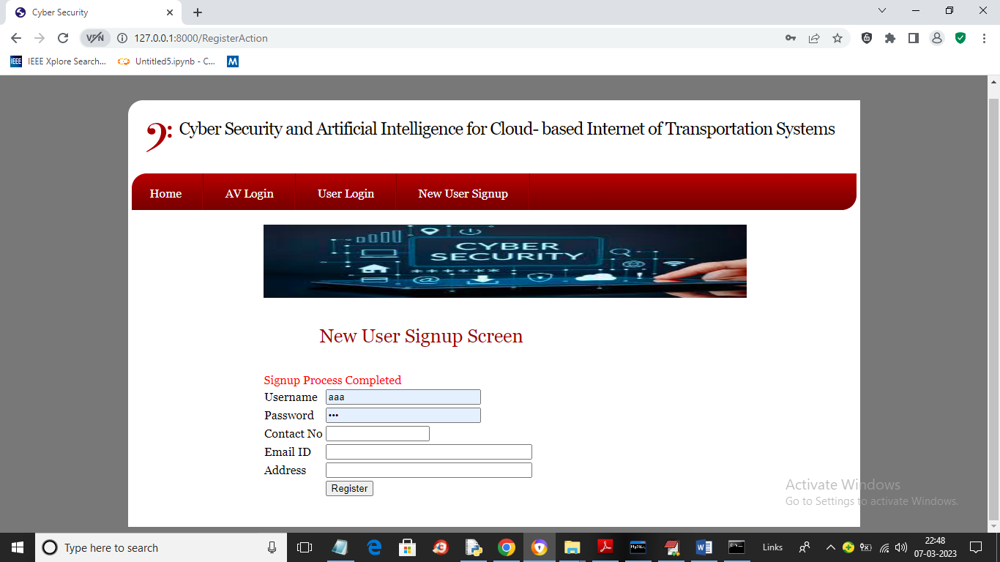 Cyber Security
VPN
127.0.0.1:8000/RegisterAction
IEEE IEEE Xplore Search... Untitled5.ipynb - C... M
Cyber Security and Artificial Intelligence for Cloud- based Internet of Transportation Systems
Home AV Login User Login New User Signup
CYBER
SECURITY
New User Signup Screen
Signup Process Completed
Username aaa
Password •••
Contact No
Email ID
Address
Register
Activate Windows
Go to Settings to activate Windows.
Type here to search
Links
22:48
07-03-2023